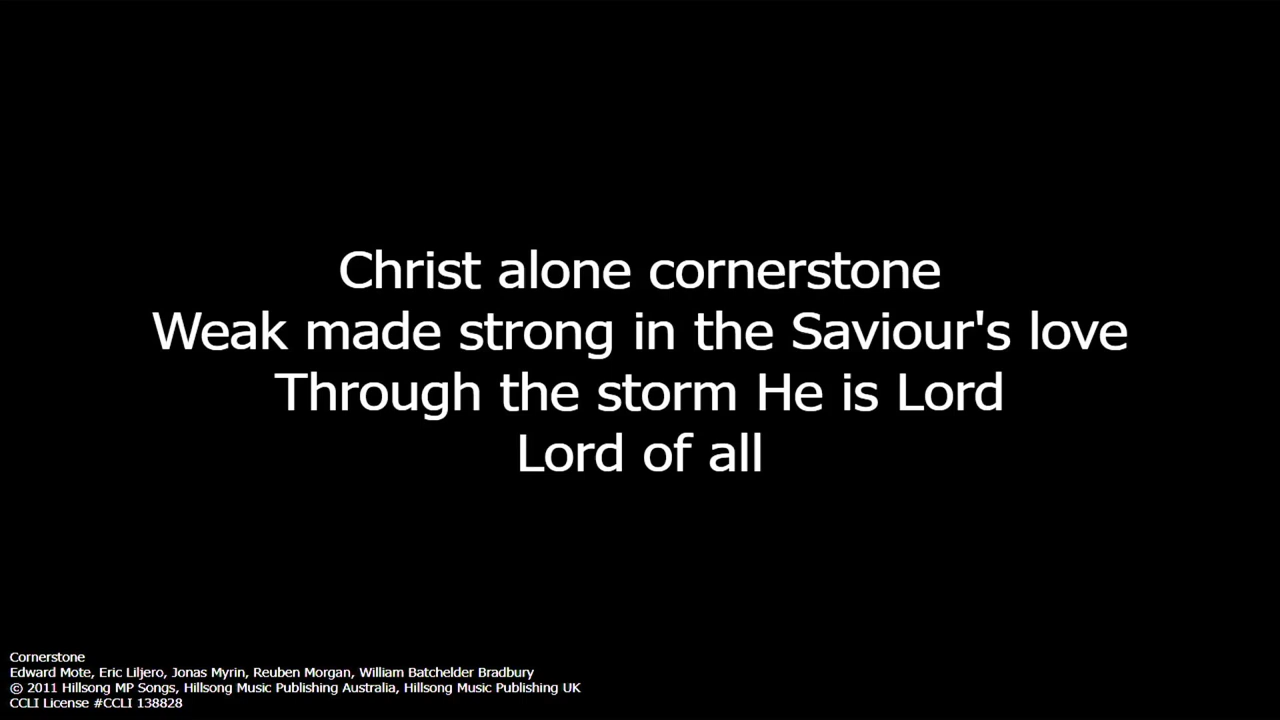 Christ alone cornerstone
Weak made strong in the Saviour's love
Through the storm He is Lord
Lord of all
Cornerstone
Edward Mote, Eric Liljero, Jonas Myrin, Reuben Morgan, William Batchelder Bradbury
© 2011 Hillsong MP Songs, Hillsong Music Publishing Australia, Hillsong Music Publishing UK
CCLI License #CCLI 138828